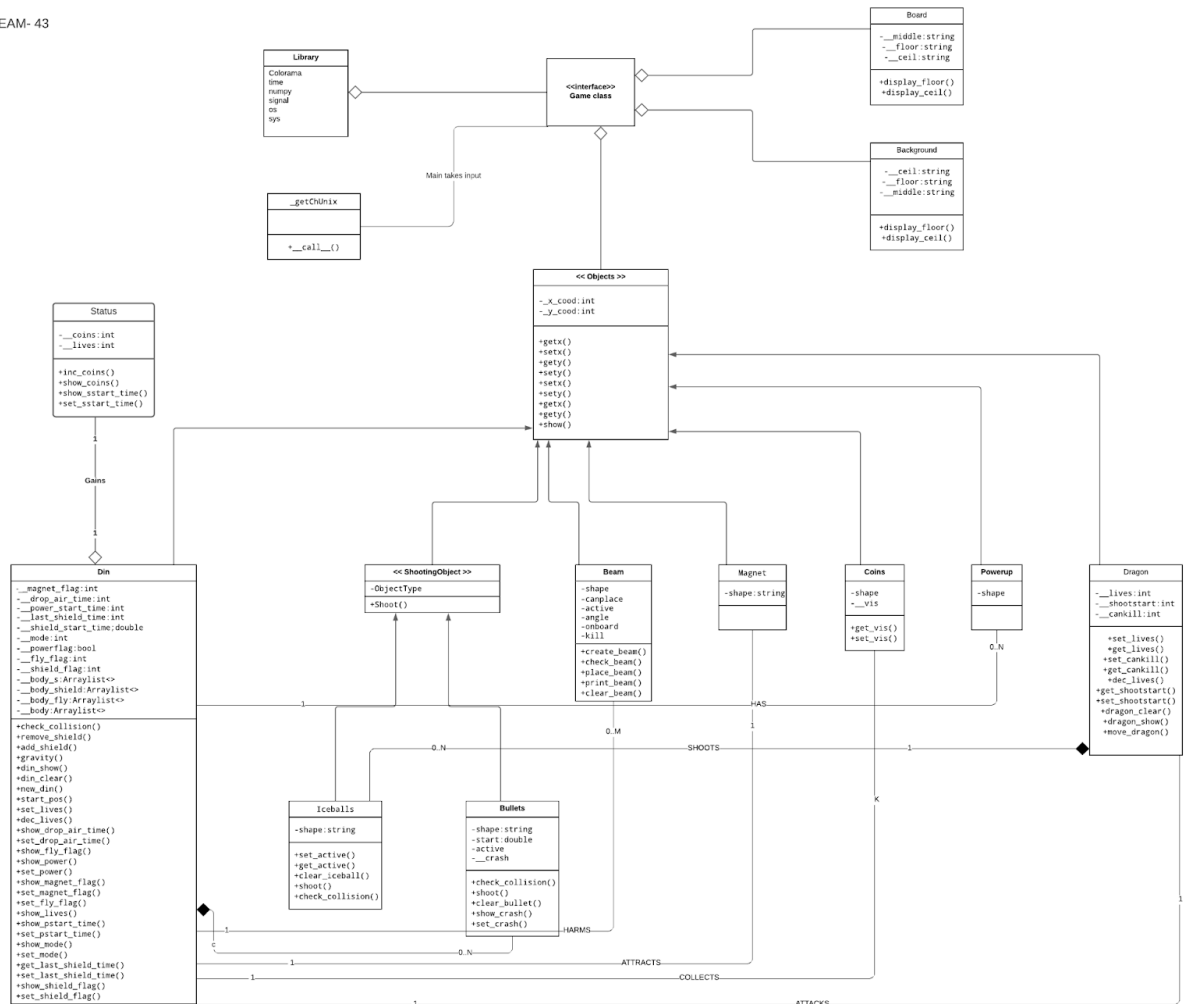 EAM- 43
Library
Colorama
time
numpy
signal
os
sys
<<interface>>
Game class
Board
-__middle:string
-__floor:string
-__ceil:string
+display_floor()
+display_ceil()
Background
-__ceil:string
-__floor:string
-__middle:string
+display_floor()
+display_ceil()
Main takes input
_getChUnix
+__call__()
<< Objects >>
-_x_cood:int
-_y_cood:int
+getx()
+setx()
+gety()
+sety()
+setx()
+sety()
+getx()
+gety()
+show()
Status
-__coins:int
-__lives:int
+inc_coins()
+show_coins()
+show_sstart_time()
+set_sstart_time()
1
Gains
1
Din
-__magnet_flag:int
-__drop_air_time:int
-__power_start_time:int
-__last_shield_time:int
-__shield_start_time;double
-__mode:int
-__powerflag:bool
-__fly_flag:int
-__shield_flag:int
-__body_s:Arraylist<>
-__body_shield:Arraylist<>
-__body_fly:Arraylist<>
-__body:Arraylist<>
+check_collision()
+remove_shield()
+add_shield()
+gravity()
+din_show()
+din_clear()
+new_din()
+start_pos()
+set_lives()
+dec_lives()
+show_drop_air_time()
+set_drop_air_time()
+show_fly_flag()
+show_power()
+set_power()
+show_magnet_flag()
+set_magnet_flag()
+set_fly_flag()
+show_lives()
+show_pstart_time()
+set_pstart_time()
+show_mode()
+set_mode()
+get_last_shield_time()
+set_last_shield_time()
+show_shield_flag()
+set_shield_flag()
<< ShootingObject >>
-ObjectType
+Shoot()
Beam
-shape
-canplace
-active
-angle
-onboard
-kill
+create_beam()
+check_beam()
+place_beam()
+print_beam()
+clear_beam()
Magnet
-shape:string
Coins
-shape
-__vis
+get_vis()
+set_vis()
Powerup
-shape
Dragon
-__lives:int
-__shootstart:int
-__cankill:int
+set_lives()
+get_lives()
+set_cankill()
+get_cankill()
+dec_lives()
+get_shootstart()
+set_shootstart()
+dragon_clear()
+dragon_show()
+move_dragon()
0..N
1
HAS
1
0..M
0..N
SHOOTS
1
K
Iceballs
-shape:string
+set_active()
+get_active()
+clear_iceball()
+shoot()
+check_collision()
Bullets
-shape:string
-start:double
-active
-__crash
+check_collision()
+shoot()
+clear_bullet()
+show_crash()
+set_crash()
1
1
HARMS
c
0..N
1
ATTRACTS
1
COLLECTS
1
ATTACKS